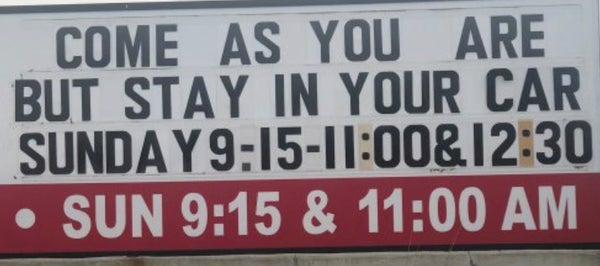 COME AS YOU ARE
BUT STAY IN YOUR CAR
SUNDAY 9:15-11:00&12:30
• SUN 9:15 & 11:00 AM